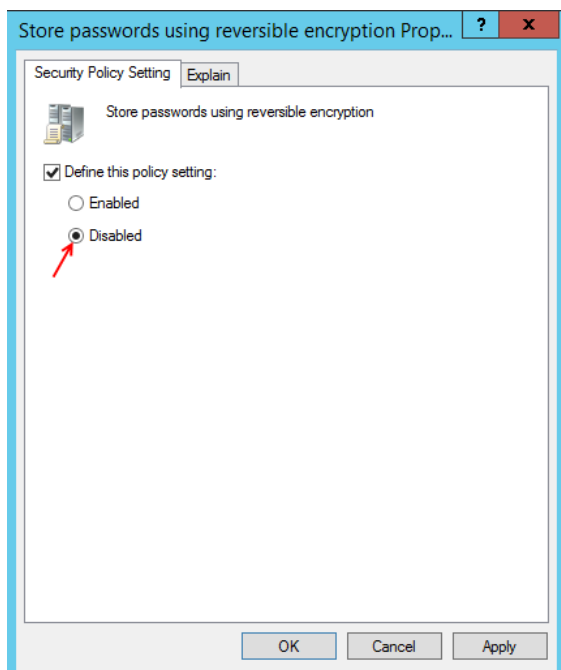 Store passwords using reversible encryption Prop... ? x
Security Policy Setting Explain
Store passwords using reversible encryption
Define this policy setting:
Enabled
Disabled
OK Cancel Apply